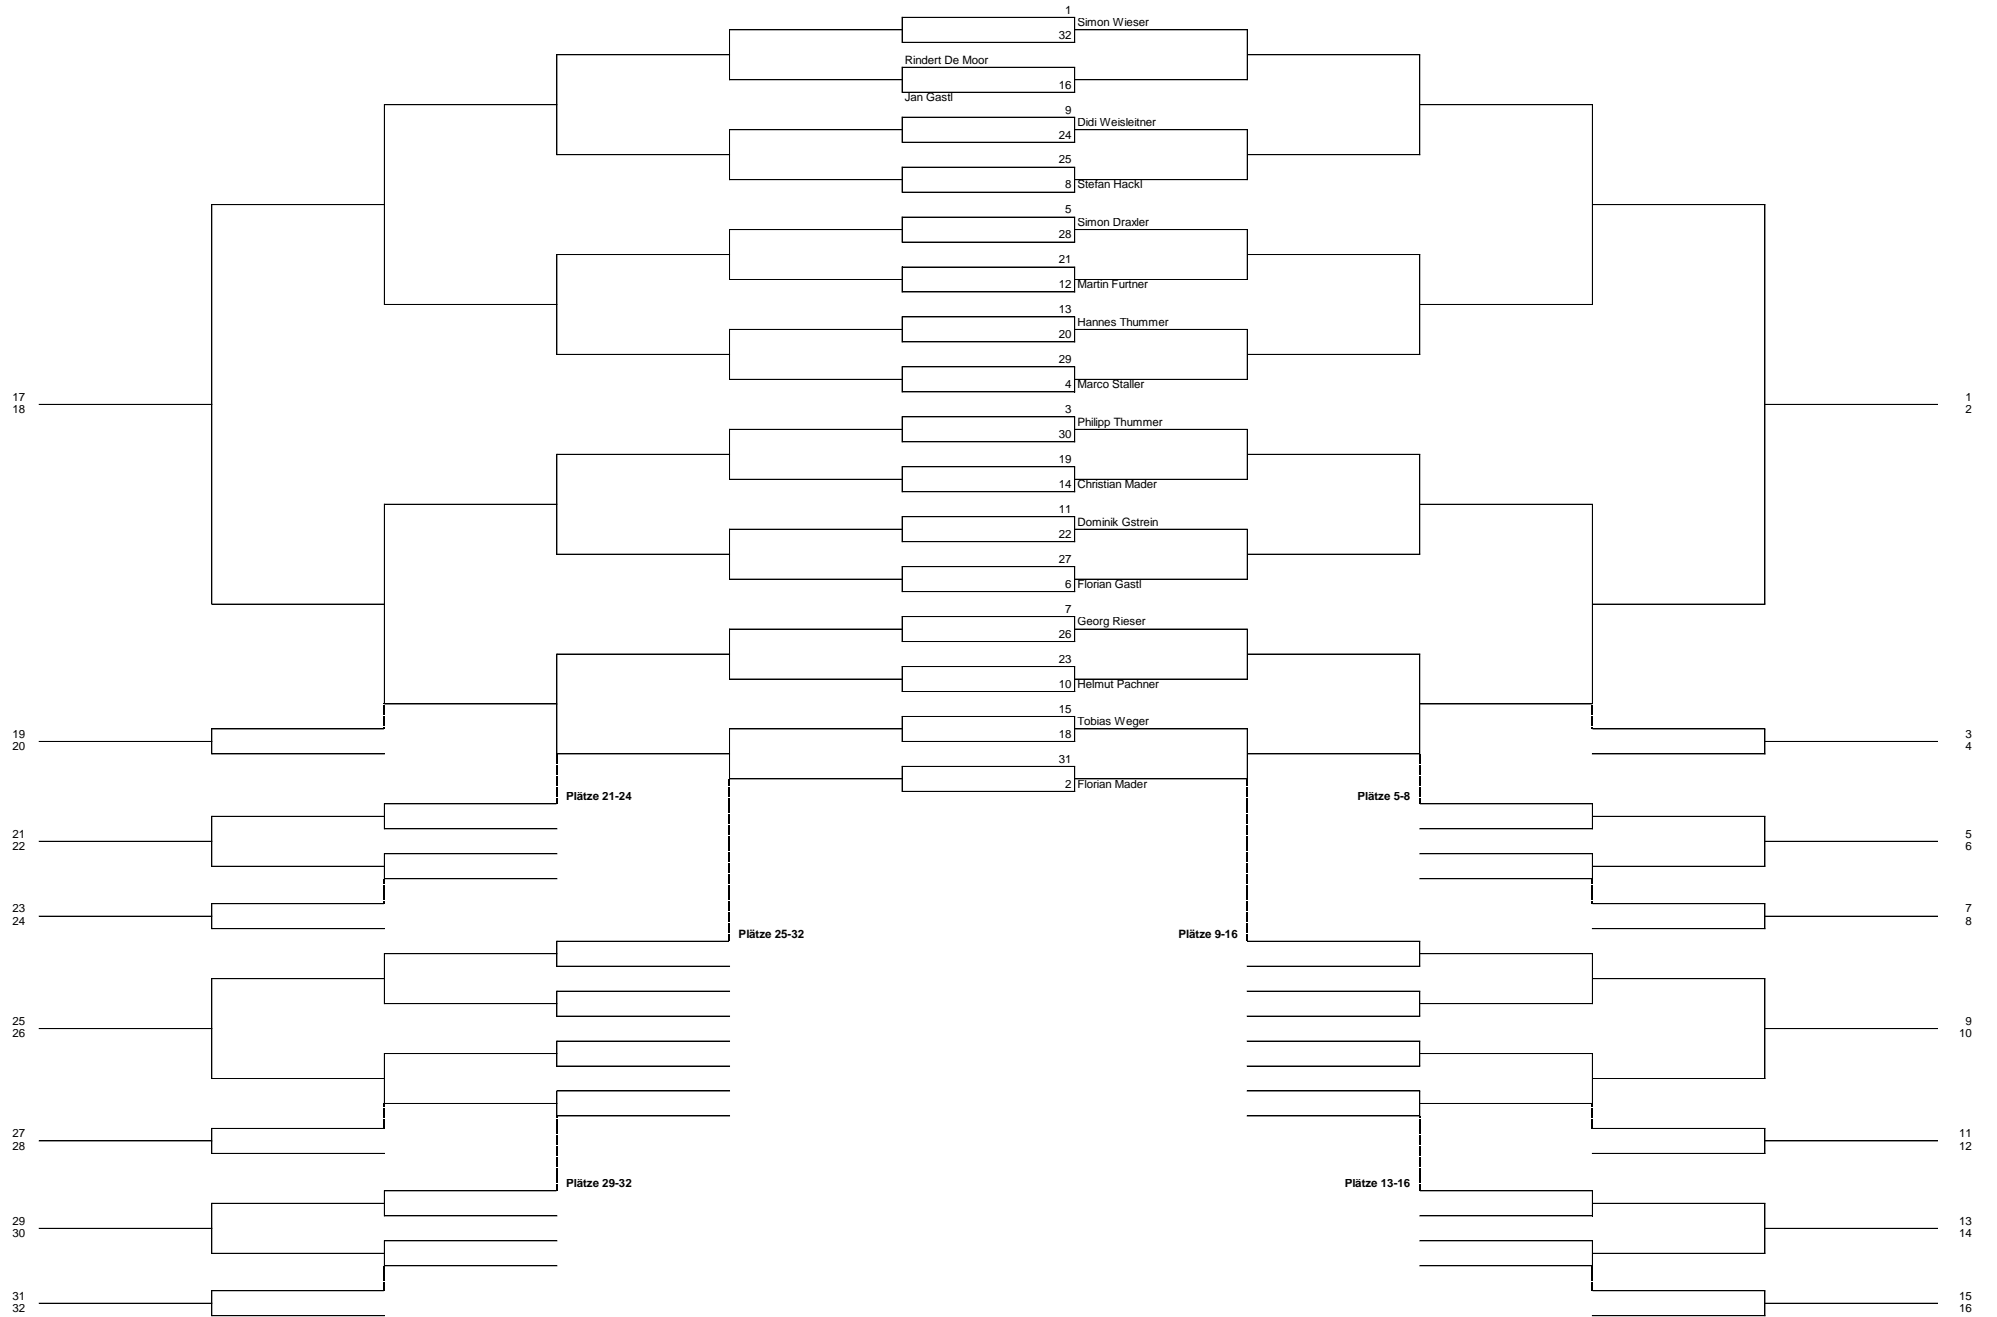 1
Simon Wieser
32
Rindert De Moor
16
Jan Gastl
9
Didi Weisleitner
24
25
8 Stefan Hackl
5
Simon Draxler
28
21
12 Martin Furtner
13
Hannes Thummer
20
29
4 Marco Staller
17
18
1
2
3
Philipp Thummer
30
19
14 Christian Mader
11
Dominik Gstrein
22
27
6 Florian Gastl
7
Georg Rieser
26
23
10 Helmut Pachner
15
Tobias Weger
18
19
20
3
4
31
2 Florian Mader
Plätze 21-24
Plätze 5-8
21
22
5
6
23
24
7
8
Plätze 25-32
Plätze 9-16
25
26
9
10
27
28
11
12
Plätze 29-32
Plätze 13-16
29
30
13
14
31
32
15
16